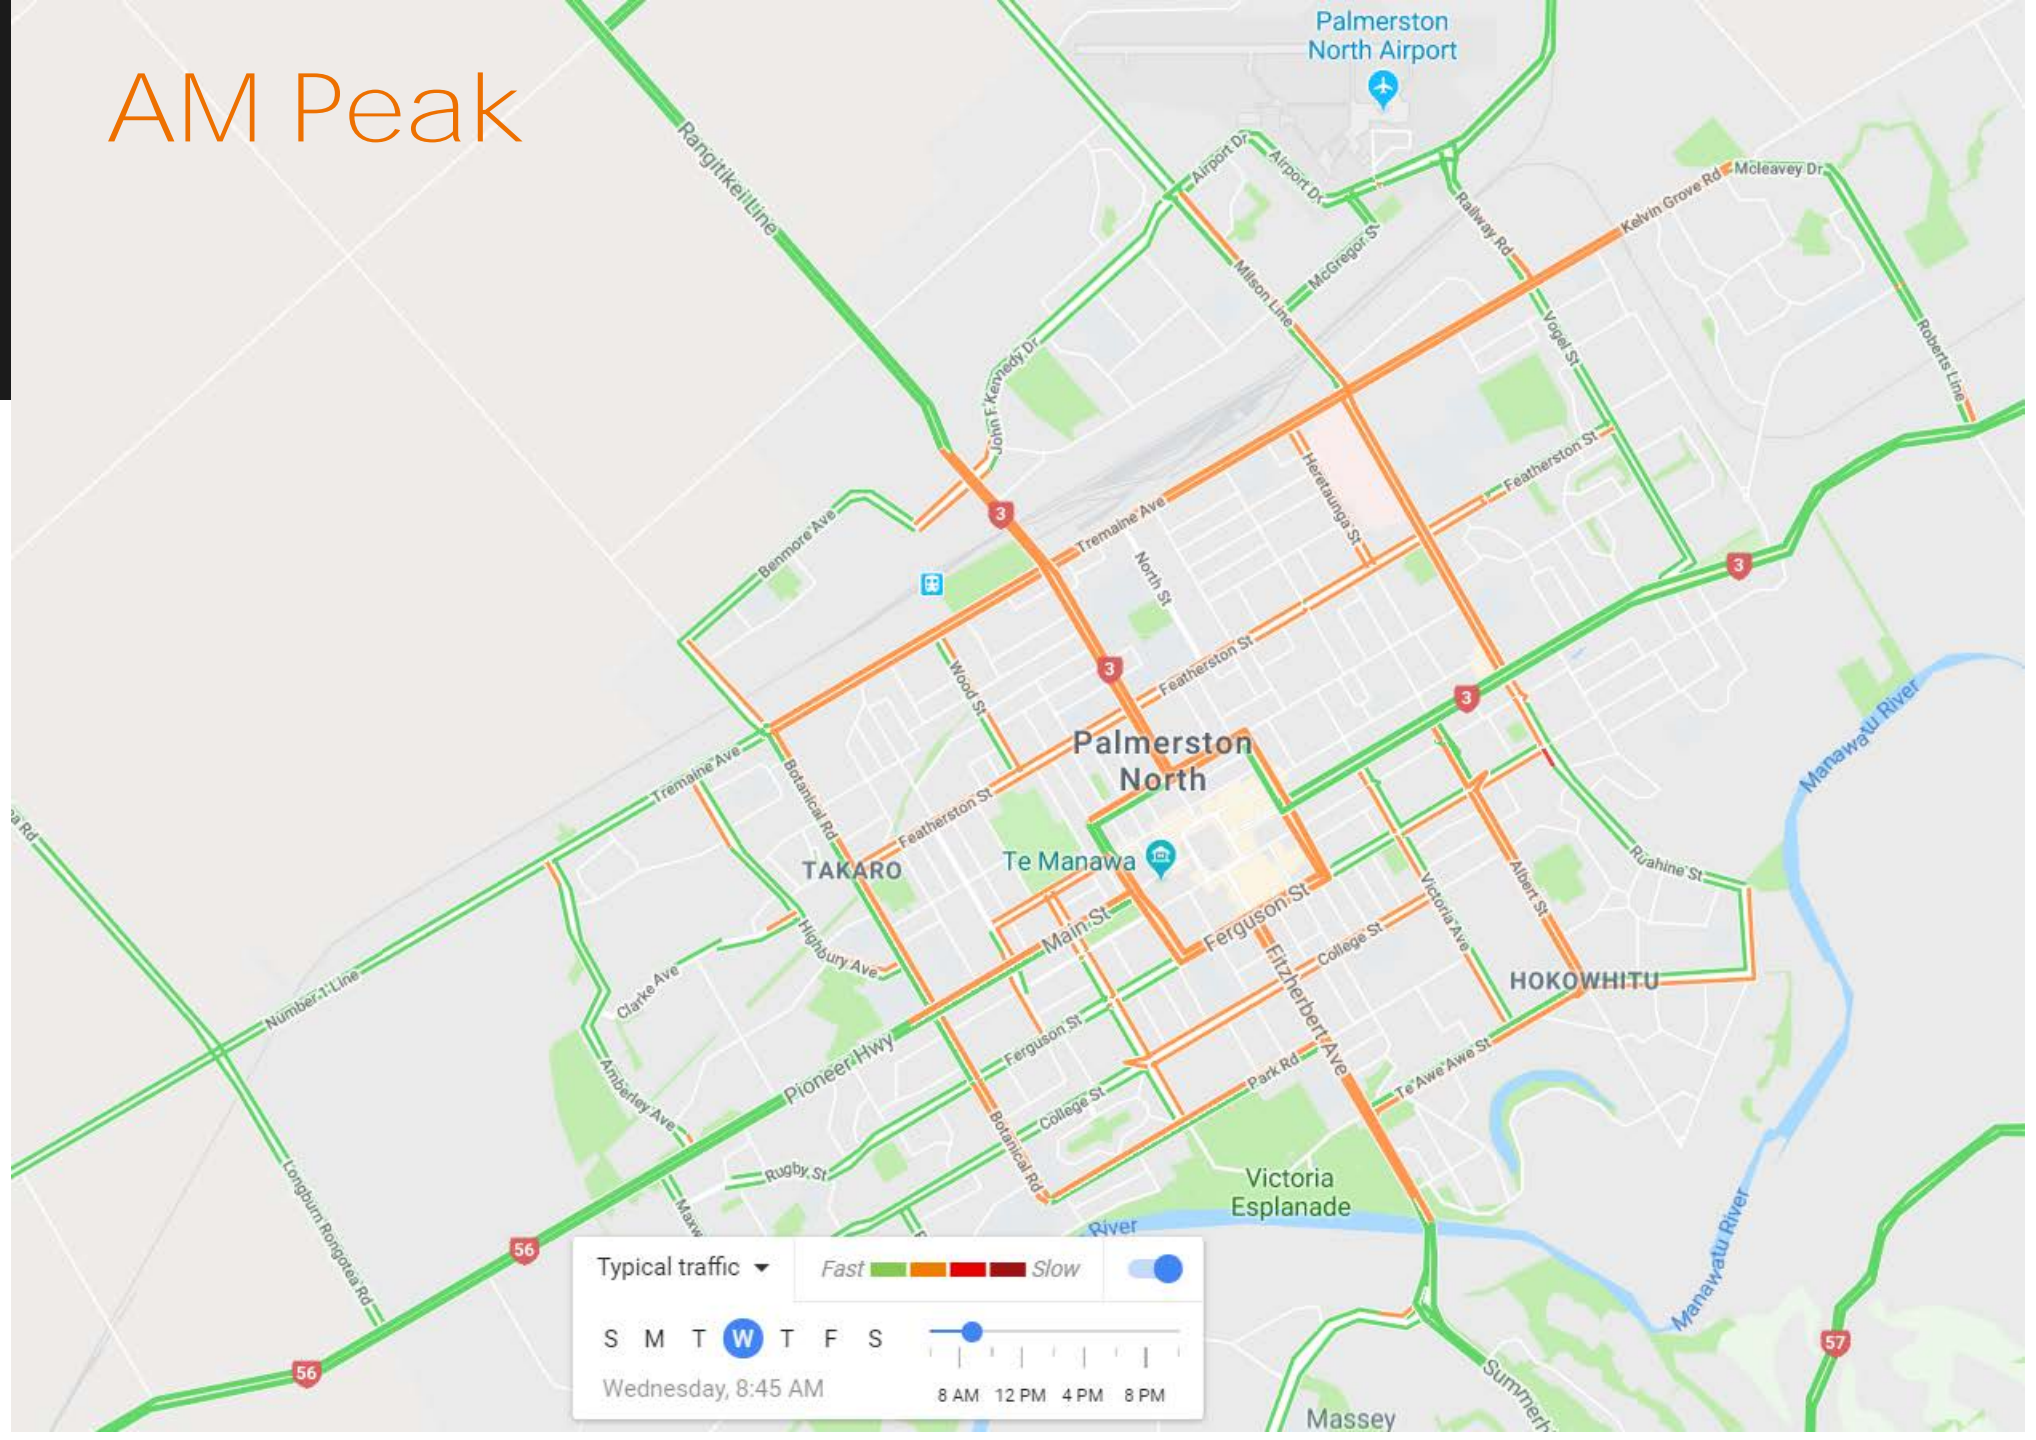 AM Peak
Palmerston
North Airport
Rangitikei Line
Airport Dr
Airport Dr
Mcleavey Dr
Kelvin Grove Rd
Railway Rd
McGregor St
Milson Line
Vogel St
Roberts Line
John F Kennedy Dr
Featherston St
Heretaunga St
3
Tremaine Ave
Benmore Ave
North St
3
Featherston St
3
Wood St
3
Manawatu River
Palmerston
North
Tremaine Ave
Botanical Rd
Featherston St
TAKARO
Te Manawa
Ruahine St
Albert St
Victoria Ave
Main St
Ferguson St
College St
Highbury Ave
Clarke Ave
Number 1 Line
HOKOWHITU
Fitzherbert Ave
Ferguson St
Pioneer Hwy
Te Awe Awe St
Park Rd
Amberley Ave
College St
Botanical Rd
Rugby St
Longburn Rongotea Rd
Victoria
Esplanade
River
Manawatu River
56
56
57
Typical traffic
Fast
Slow
S M T W T F S
Wednesday, 8:45 AM
8 AM 12 PM 4 PM 8 PM
Massey